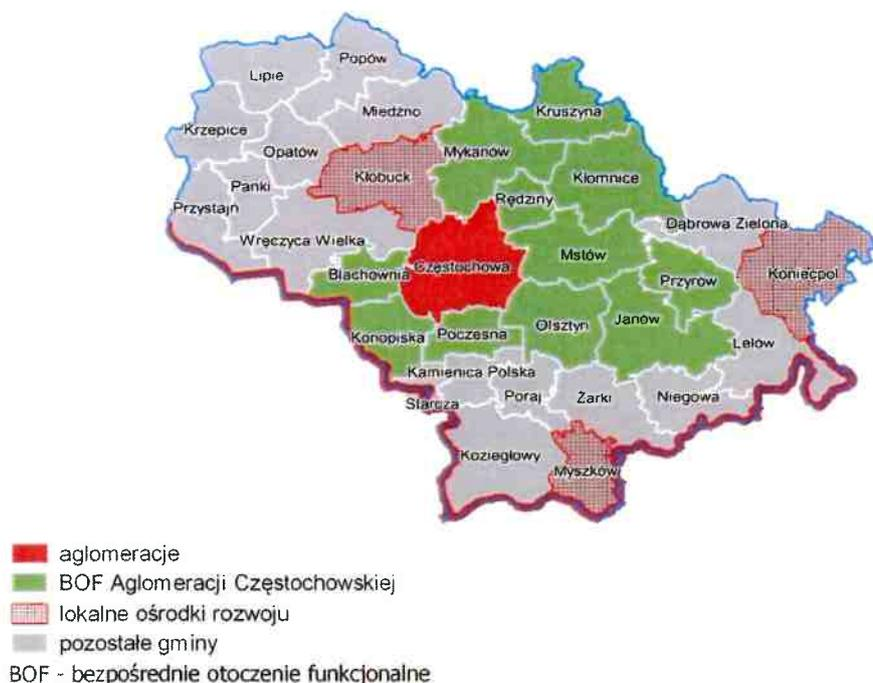 Popów
Lipie
Miedźno
Kruszyna
Krzepice
Opatów
Mykanów
Kłobuck
Kłomnice
Panki
Rędziny
Przystajn
Dąbrowa Zielona
Wręczyca Wielka
Mstów
Blachownia
Częstochowa
Koniecpol
Przyrów
Olsztyn
Janów
Konopiska
Poczesna
Lelów
Kamienica Polska
Starcza
Poraj
Żarki
Niegowa
Koziegłowy
Myszków
aglomeracje
BOF Aglomeracji Częstochowskiej
lokalne ośrodki rozwoju
pozostałe gminy
BOF - bezpośrednie otoczenie funkcjonalne